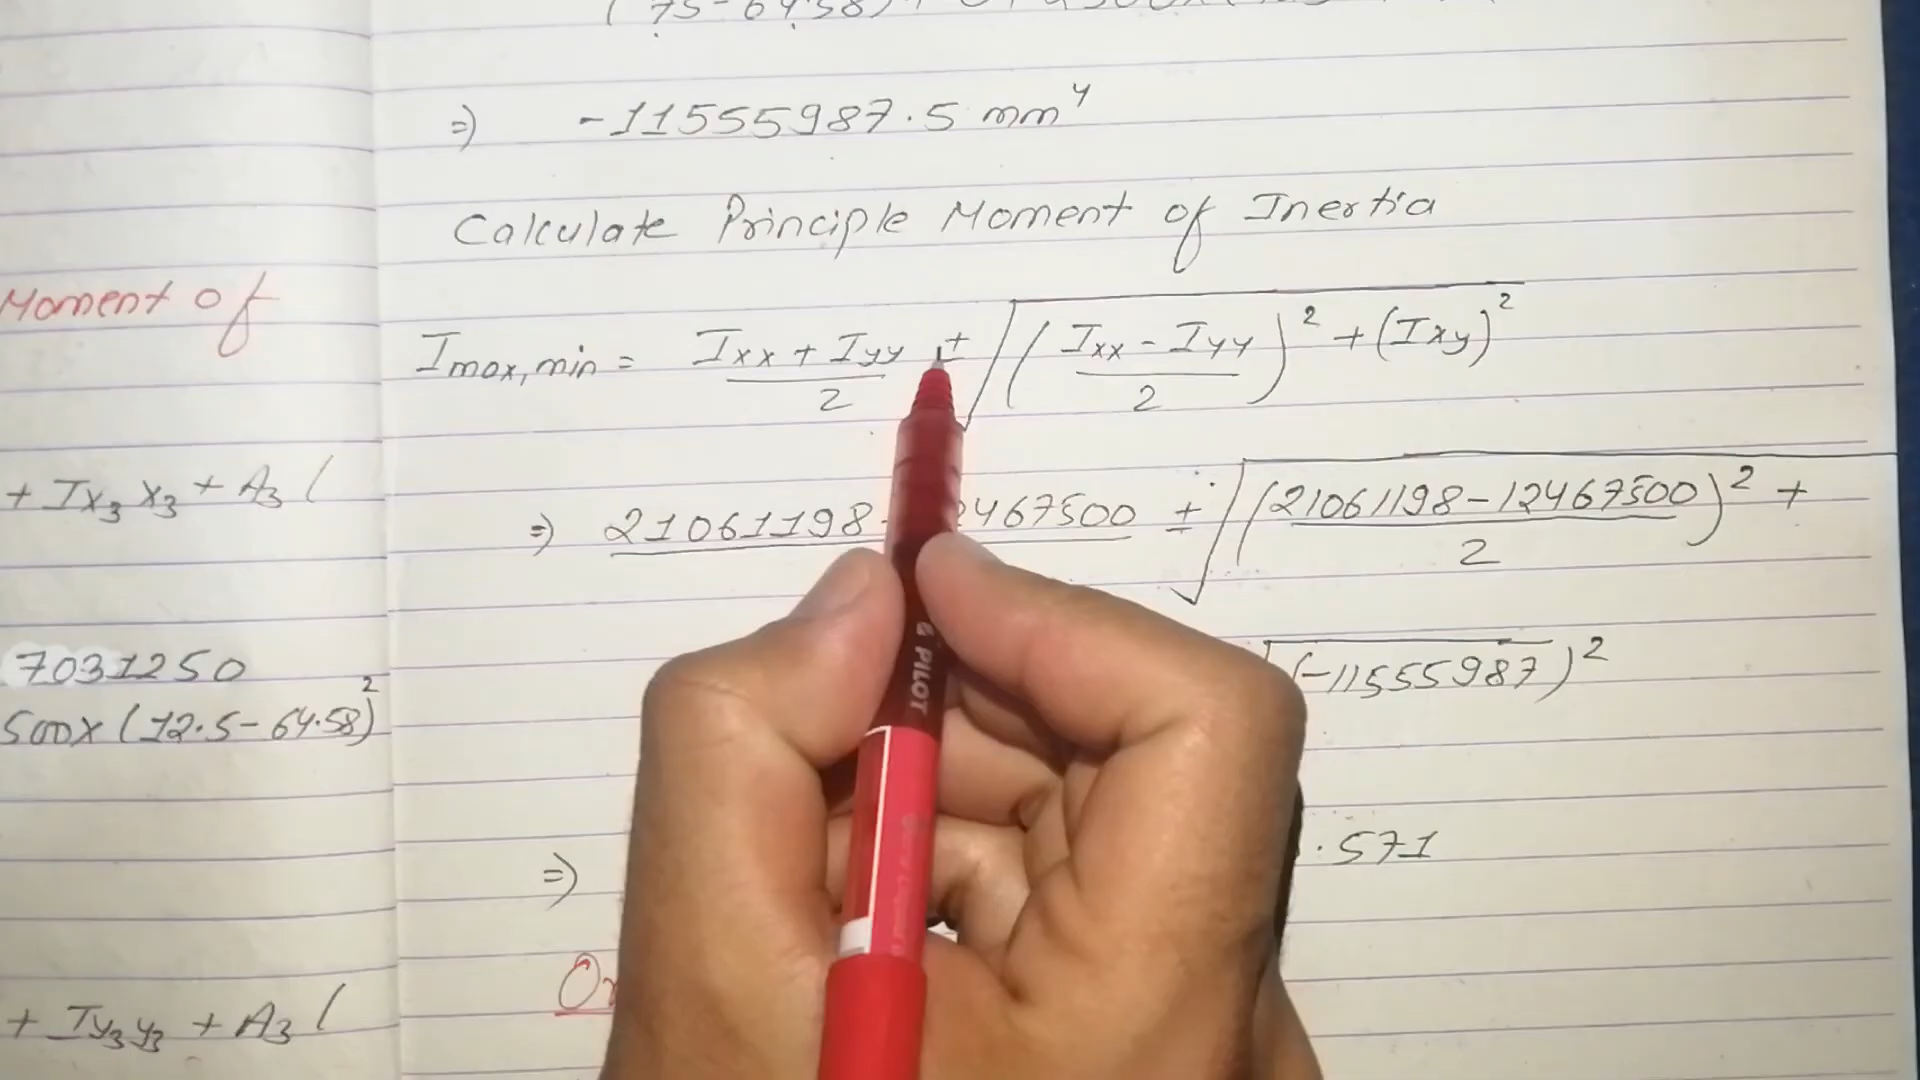 =) -11555987.5 mm⁴
Calculate Principle Moment of Inertia
Imax,min = (Ixx + Iyy)/2 ± √(((Ixx - Iyy)/2)² + (Ixy)²)
=) 21061198 2467500 ± √((21061198-12467500)/2)² +
(-11555987)²
=) .571
Moment of
+ Ix₃x₃ + A₃(
7031250
500x(12.5-64.58)²
+ Iy₃y₃ + A₃(
& PILOT